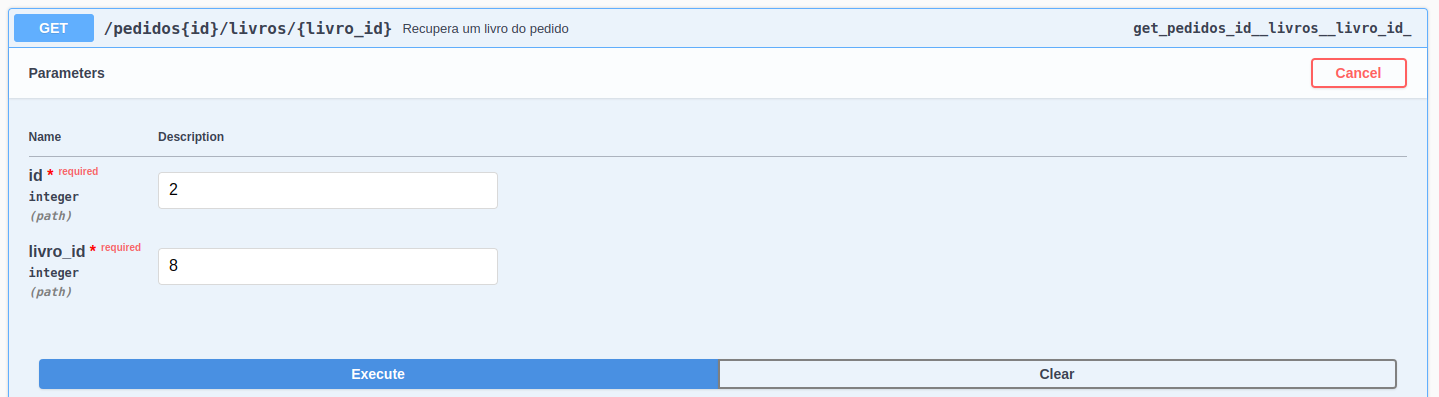 GET /pedidos{id}/livros/{livro_id} Recupera um livro do pedido get_pedidos_id__livros__livro_id_
Parameters Cancel
Name Description
id * required
integer
(path)
2
livro_id * required
integer
(path)
8
Execute Clear